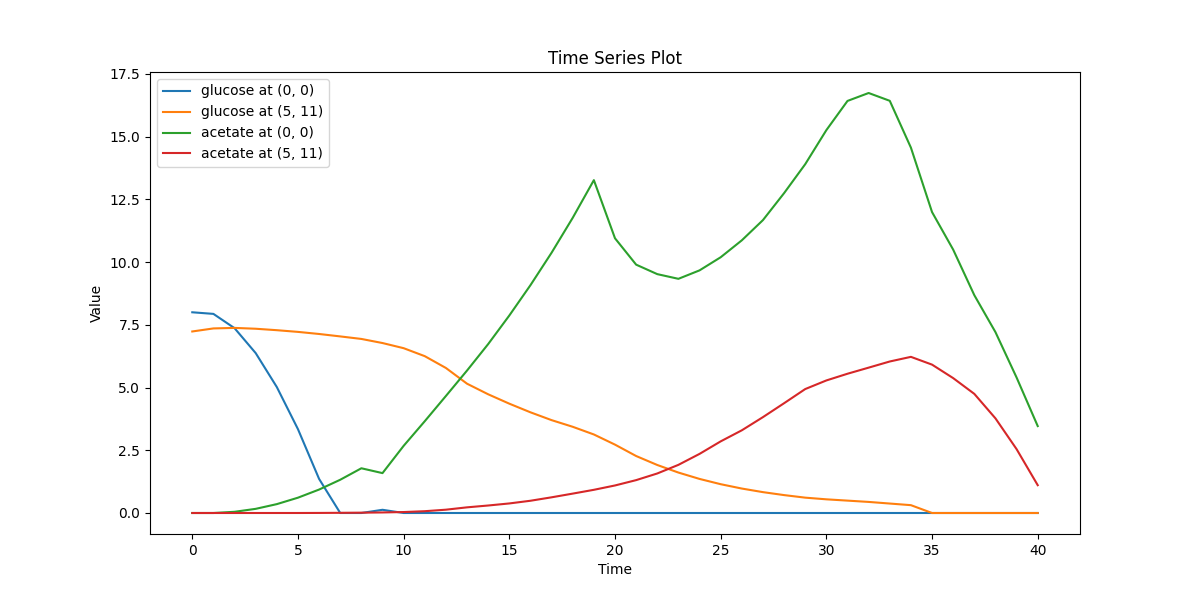 Time Series Plot
17.5
15.0
12.5
10.0
7.5
5.0
2.5
0.0
Value
glucose at (0, 0)
glucose at (5, 11)
acetate at (0, 0)
acetate at (5, 11)
0 5 10 15 20 25 30 35 40
Time